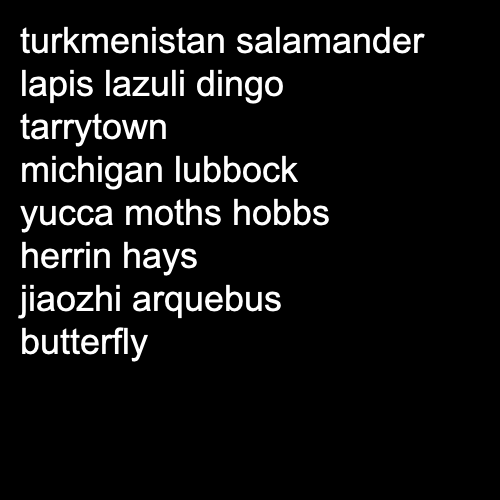 turkmenistan salamander
lapis lazuli dingo
tarrytown
michigan lubbock
yucca moths hobbs
herrin hays
jiaozhi arquebus
butterfly